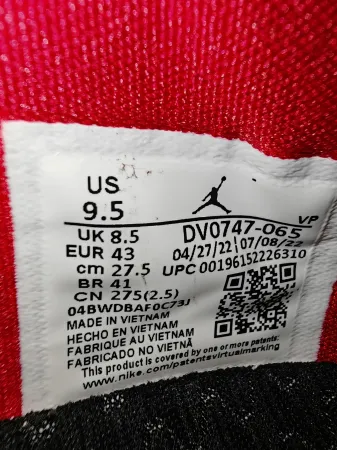 US
9.5
VP
UK 8.5
DV0747-065
EUR 43
04/27/22 07/08/22
cm 27.5
UPC 00196152226310
BR 41
CN 275(2.5)
04BWDBAF0C73J
MADE IN VIETNAM
HECHO EN VIETNAM
FABRIQUE AU VIETNAM
FABRICADO NO VIETNÃ
This product is covered by one or more patents:
www.nike.com/patentsvirtualmarking